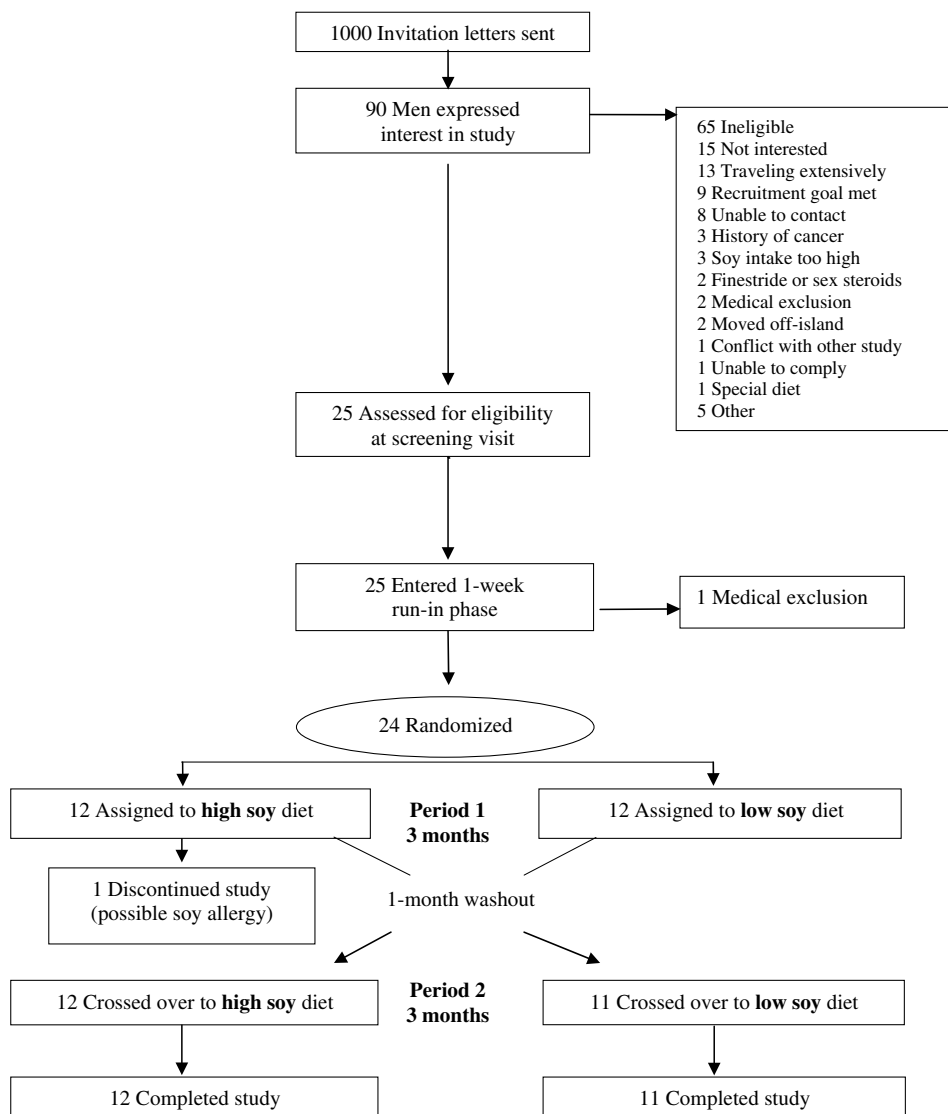 1000 Invitation letters sent
90 Men expressed
interest in study
65 Ineligible
15 Not interested
13 Traveling extensively
9 Recruitment goal met
8 Unable to contact
3 History of cancer
3 Soy intake too high
2 Finestride or sex steroids
2 Medical exclusion
2 Moved off-island
1 Conflict with other study
1 Unable to comply
1 Special diet
5 Other
25 Assessed for eligibility
at screening visit
25 Entered 1-week
run-in phase
1 Medical exclusion
24 Randomized
12 Assigned to high soy diet
Period 1
3 months
12 Assigned to low soy diet
1 Discontinued study
(possible soy allergy)
1-month washout
12 Crossed over to high soy diet
Period 2
3 months
11 Crossed over to low soy diet
12 Completed study
11 Completed study